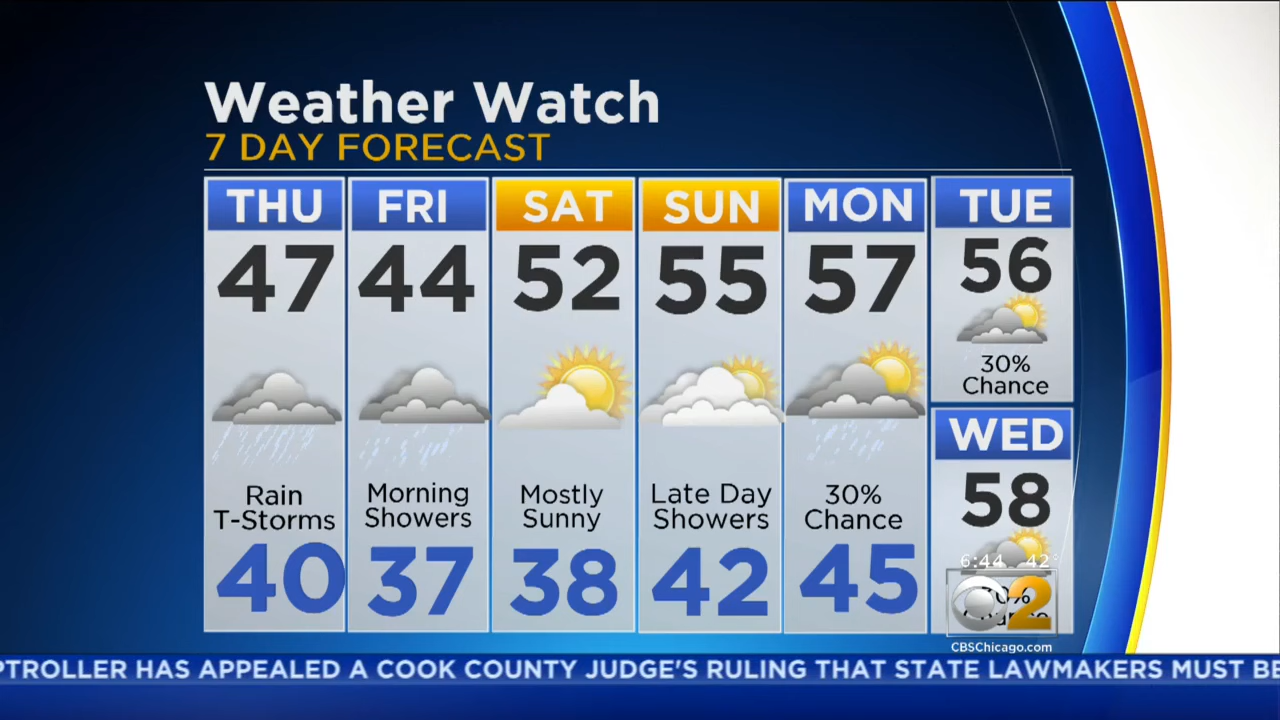 Weather Watch
7 DAY FORECAST
THU
47
Rain
T-Storms
40
FRI
44
Morning
Showers
37
SAT
52
Mostly
Sunny
38
SUN
55
Late Day
Showers
42
MON
57
30%
Chance
45
TUE
56
30%
Chance
WED
58
6:44 42°
2
CBSChicago.com
PTROLLER HAS APPEALED A COOK COUNTY JUDGE'S RULING THAT STATE LAWMAKERS MUST BE